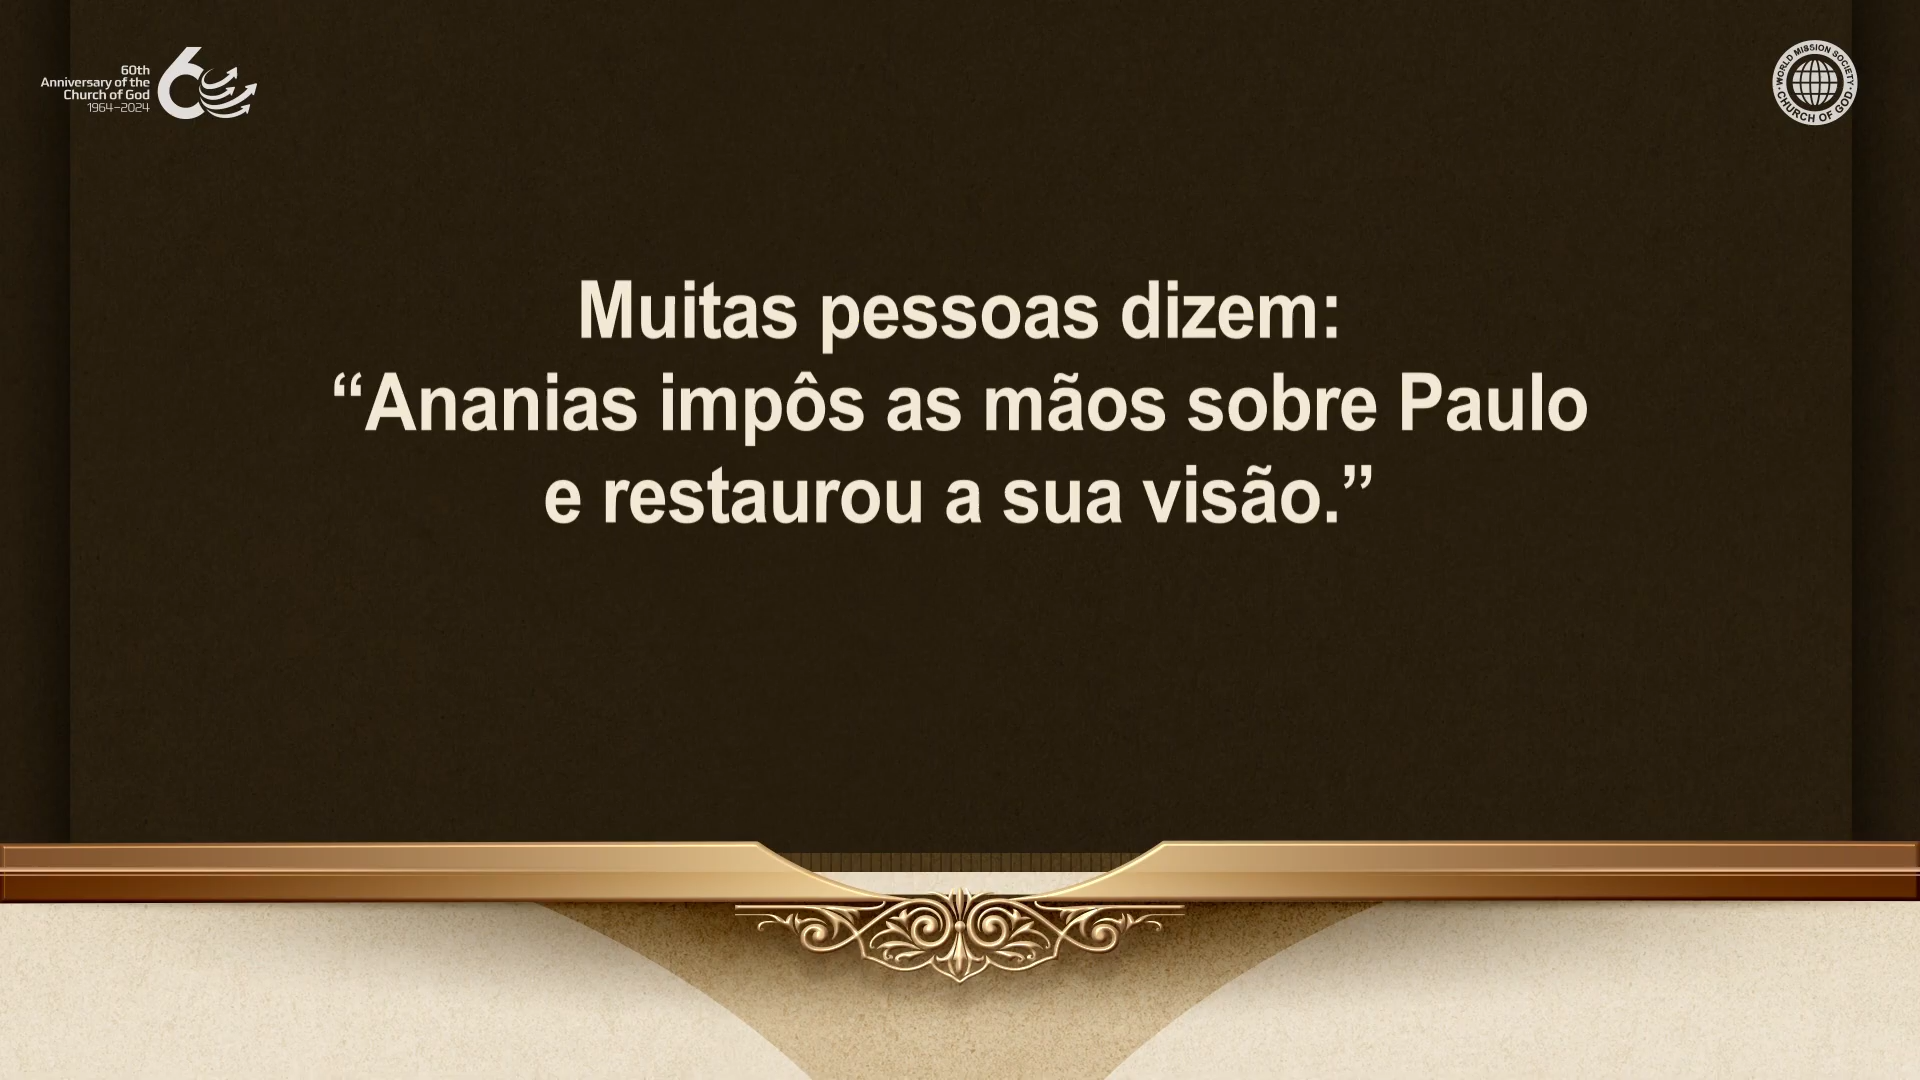 60th
Anniversary of the
Church of God
1964–2024
60
WORLD MISSION SOCIETY
CHURCH OF GOD
Muitas pessoas dizem:
“Ananias impôs as mãos sobre Paulo
e restaurou a sua visão.”